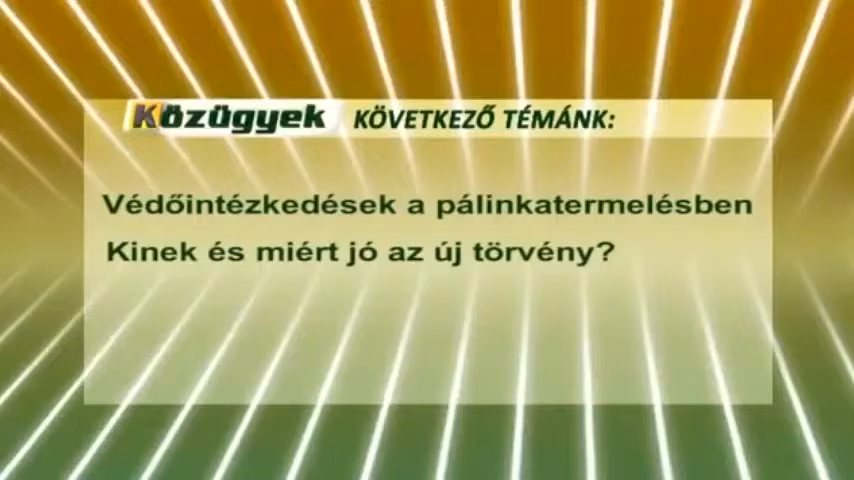 Közügyek KÖVETKEZŐ TÉMÁNK:
Védőintézkedések a pálinkatermelésben
Kinek és miért jó az új törvény?